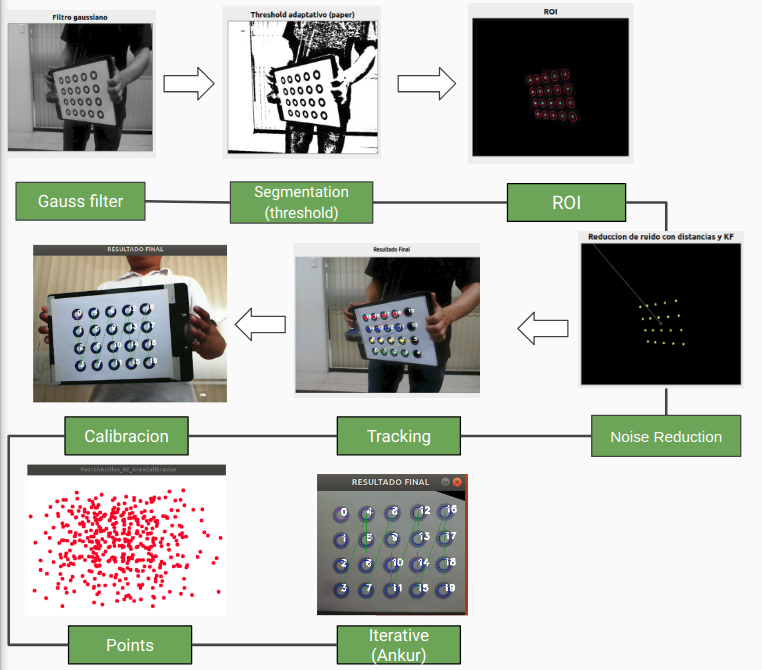 Filtro gaussiano
Threshold adaptativo (paper)
ROI
Gauss filter
Segmentation
(threshold)
ROI
RESULTADO FINAL
Resultado Final
Reduccion de ruido con distancias y KF
Calibracion
Tracking
Noise Reduction
PatronAnillos_02_AreaCalibracion
RESULTADO FINAL
0 4 8 12 16
1 5 9 13 17
2 6 10 14 18
3 7 11 15 19
Points
Iterative
(Ankur)